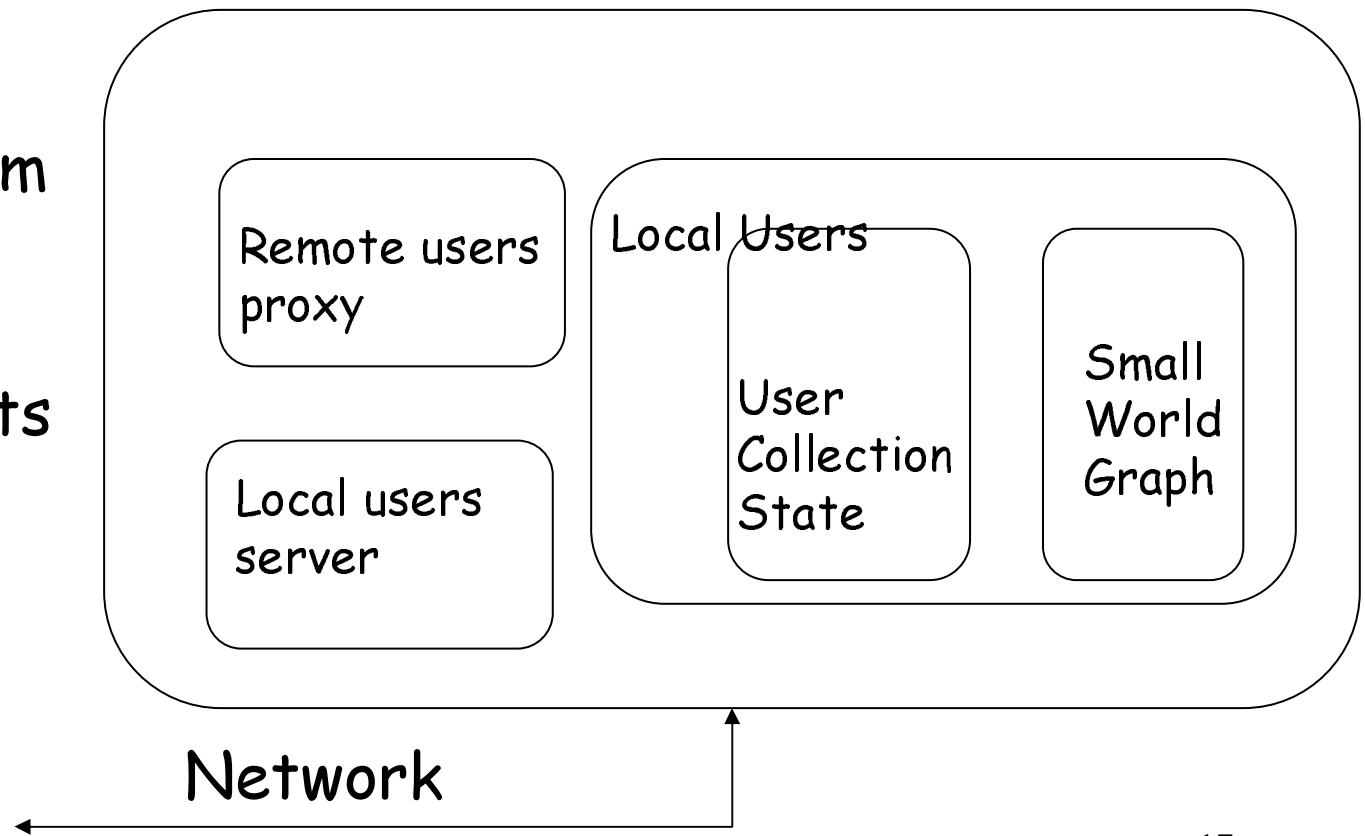 m
ts
Remote users
proxy
Local users
server
Local Users
User
Collection
State
Small
World
Graph
Network